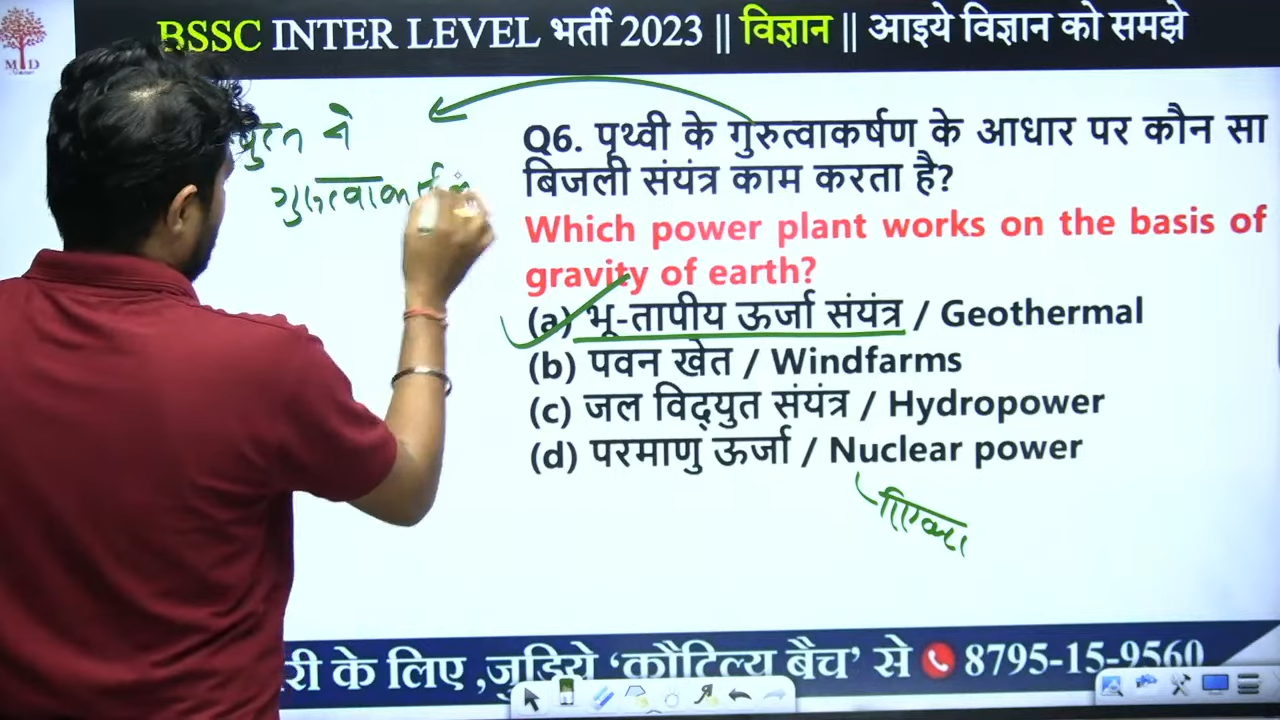 BSSC INTER LEVEL भर्ती 2023 || विज्ञान || आइये विज्ञान को समझे
Q6. पृथ्वी के गुरुत्वाकर्षण के आधार पर कौन सा
बिजली संयंत्र काम करता है?
Which power plant works on the basis of
gravity of earth?
(a) भू-तापीय ऊर्जा संयंत्र / Geothermal
(b) पवन खेत / Windfarms
(c) जल विद्युत संयंत्र / Hydropower
(d) परमाणु ऊर्जा / Nuclear power
री के लिए ,जुड़िये ‘कौटिल्य बैच’ से 8795-15-9560